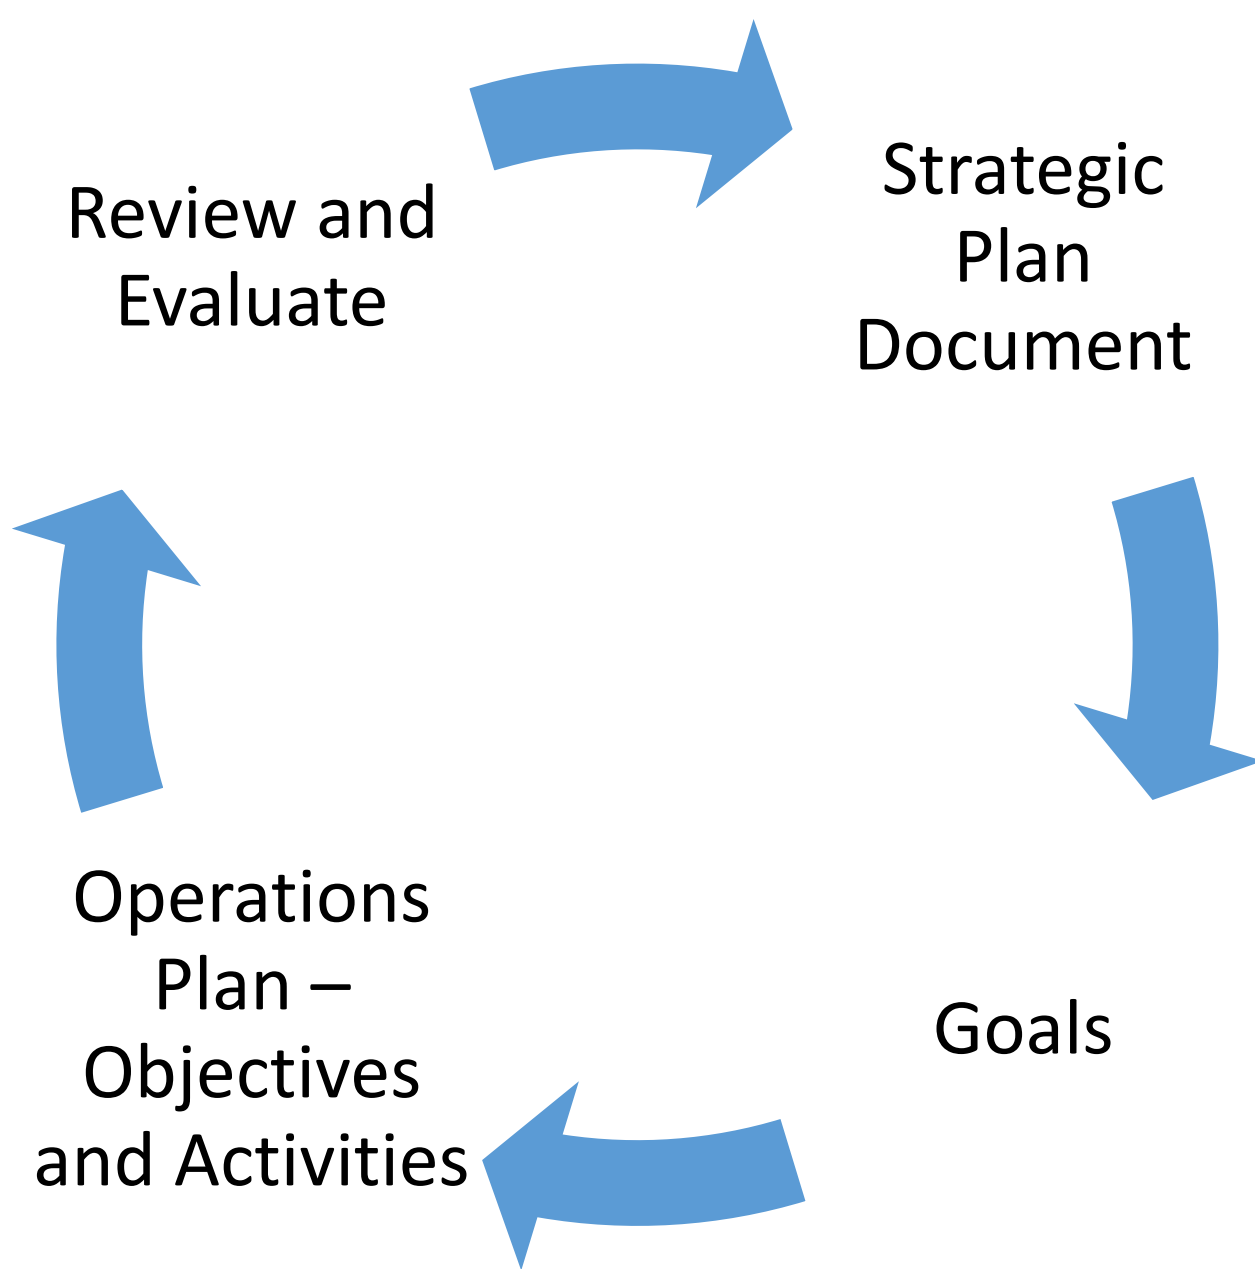 Review and
Evaluate
Strategic
Plan
Document
Goals
Operations
Plan –
Objectives
and Activities